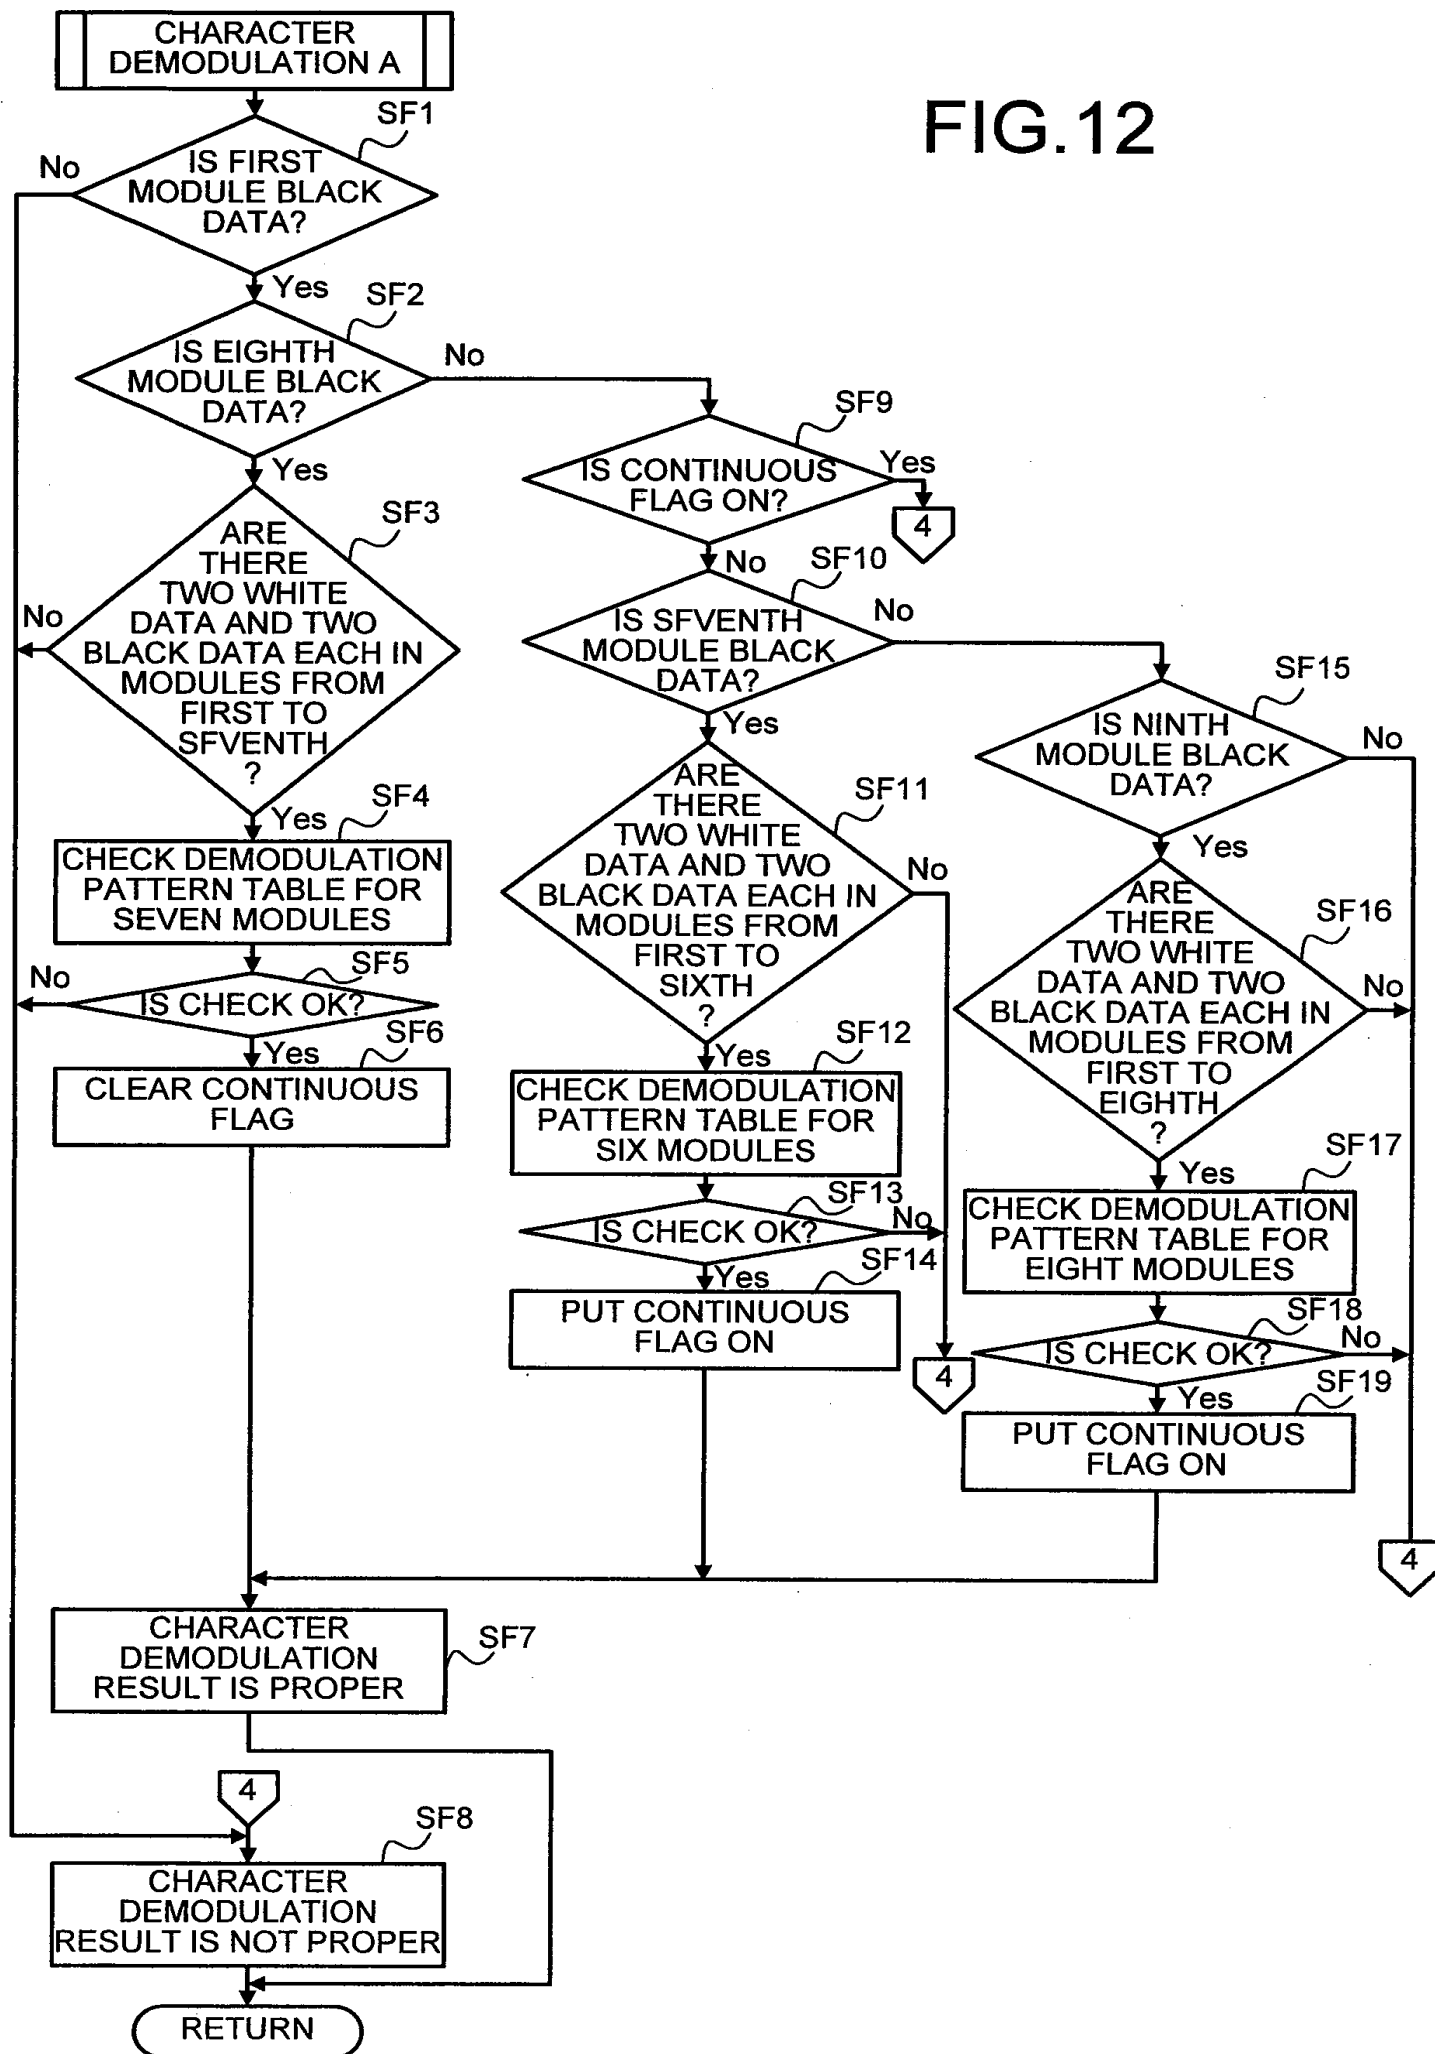 CHARACTER
DEMODULATION A
FIG.12
SF1
No
IS FIRST
MODULE BLACK
DATA?
Yes
SF2
IS EIGHTH
MODULE BLACK
DATA?
No
Yes
SF9
IS CONTINUOUS
FLAG ON?
Yes
4
No
SF3
ARE
THERE
TWO WHITE
DATA AND TWO
BLACK DATA EACH IN
MODULES FROM
FIRST TO
SFVENTH
?
No
Yes
SF10
IS SFVENTH
MODULE BLACK
DATA?
No
Yes
SF15
IS NINTH
MODULE BLACK
DATA?
No
Yes
SF4
CHECK DEMODULATION
PATTERN TABLE FOR
SEVEN MODULES
SF5
No
IS CHECK OK?
Yes
SF6
CLEAR CONTINUOUS
FLAG
SF11
ARE
THERE
TWO WHITE
DATA AND TWO
BLACK DATA EACH IN
MODULES FROM
FIRST TO
SIXTH
?
No
Yes
SF12
CHECK DEMODULATION
PATTERN TABLE FOR
SIX MODULES
SF13
IS CHECK OK?
No
Yes
SF14
PUT CONTINUOUS
FLAG ON
4
SF16
ARE
THERE
TWO WHITE
DATA AND TWO
BLACK DATA EACH IN
MODULES FROM
FIRST TO
EIGHTH
?
No
Yes
SF17
CHECK DEMODULATION
PATTERN TABLE FOR
EIGHT MODULES
SF18
IS CHECK OK?
No
Yes
SF19
PUT CONTINUOUS
FLAG ON
4
CHARACTER
DEMODULATION
RESULT IS PROPER
SF7
4
SF8
CHARACTER
DEMODULATION
RESULT IS NOT PROPER
RETURN